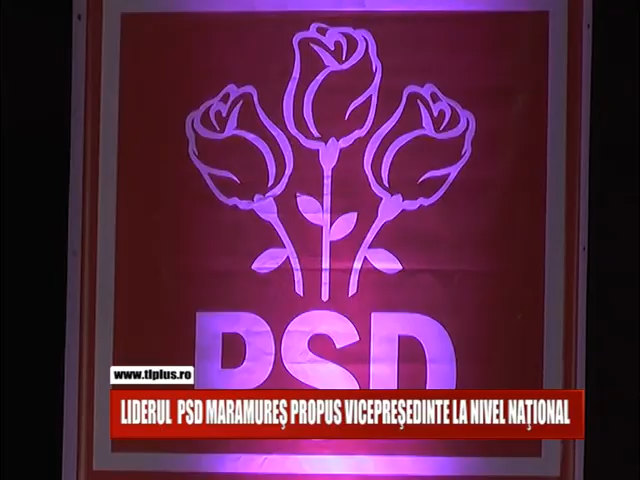 PSD
www.tlplus.ro
LIDERUL PSD MARAMUREŞ PROPUS VICEPREŞEDINTE LA NIVEL NAŢIONAL